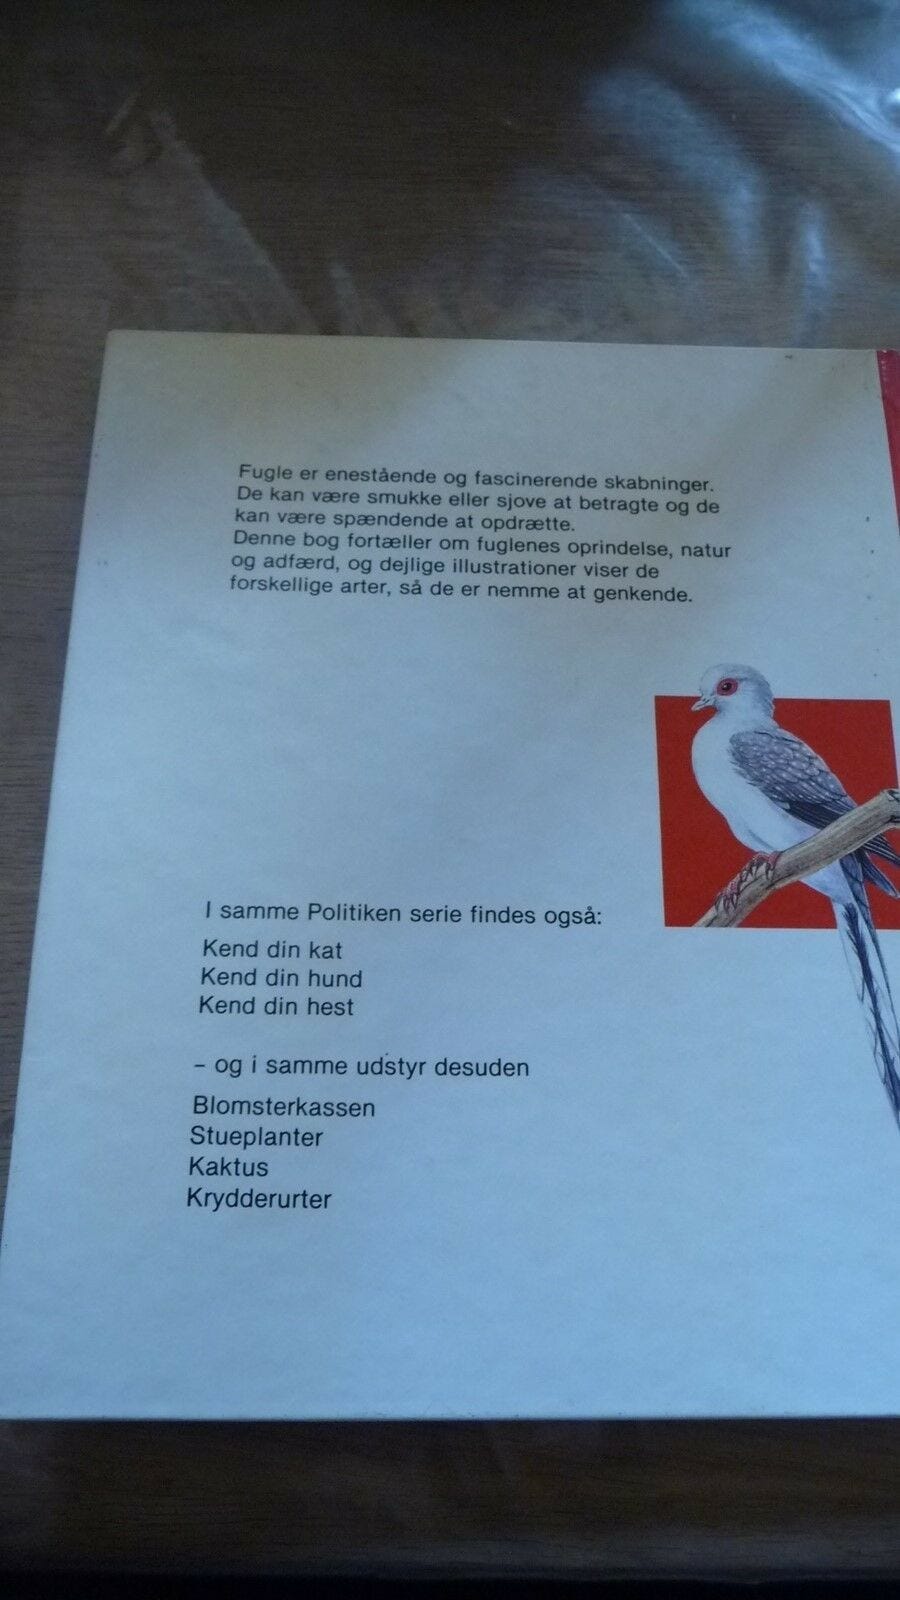 Fugle er enestående og fascinerende skabninger.
De kan være smukke eller sjove at betragte og de
kan være spændende at opdrætte.
Denne bog fortæller om fuglenes oprindelse, natur
og adfærd, og dejlige illustrationer viser de
forskellige arter, så de er nemme at genkende.
I samme Politiken serie findes også:
Kend din kat
Kend din hund
Kend din hest
– og i samme udstyr desuden
Blomsterkassen
Stueplanter
Kaktus
Krydderurter